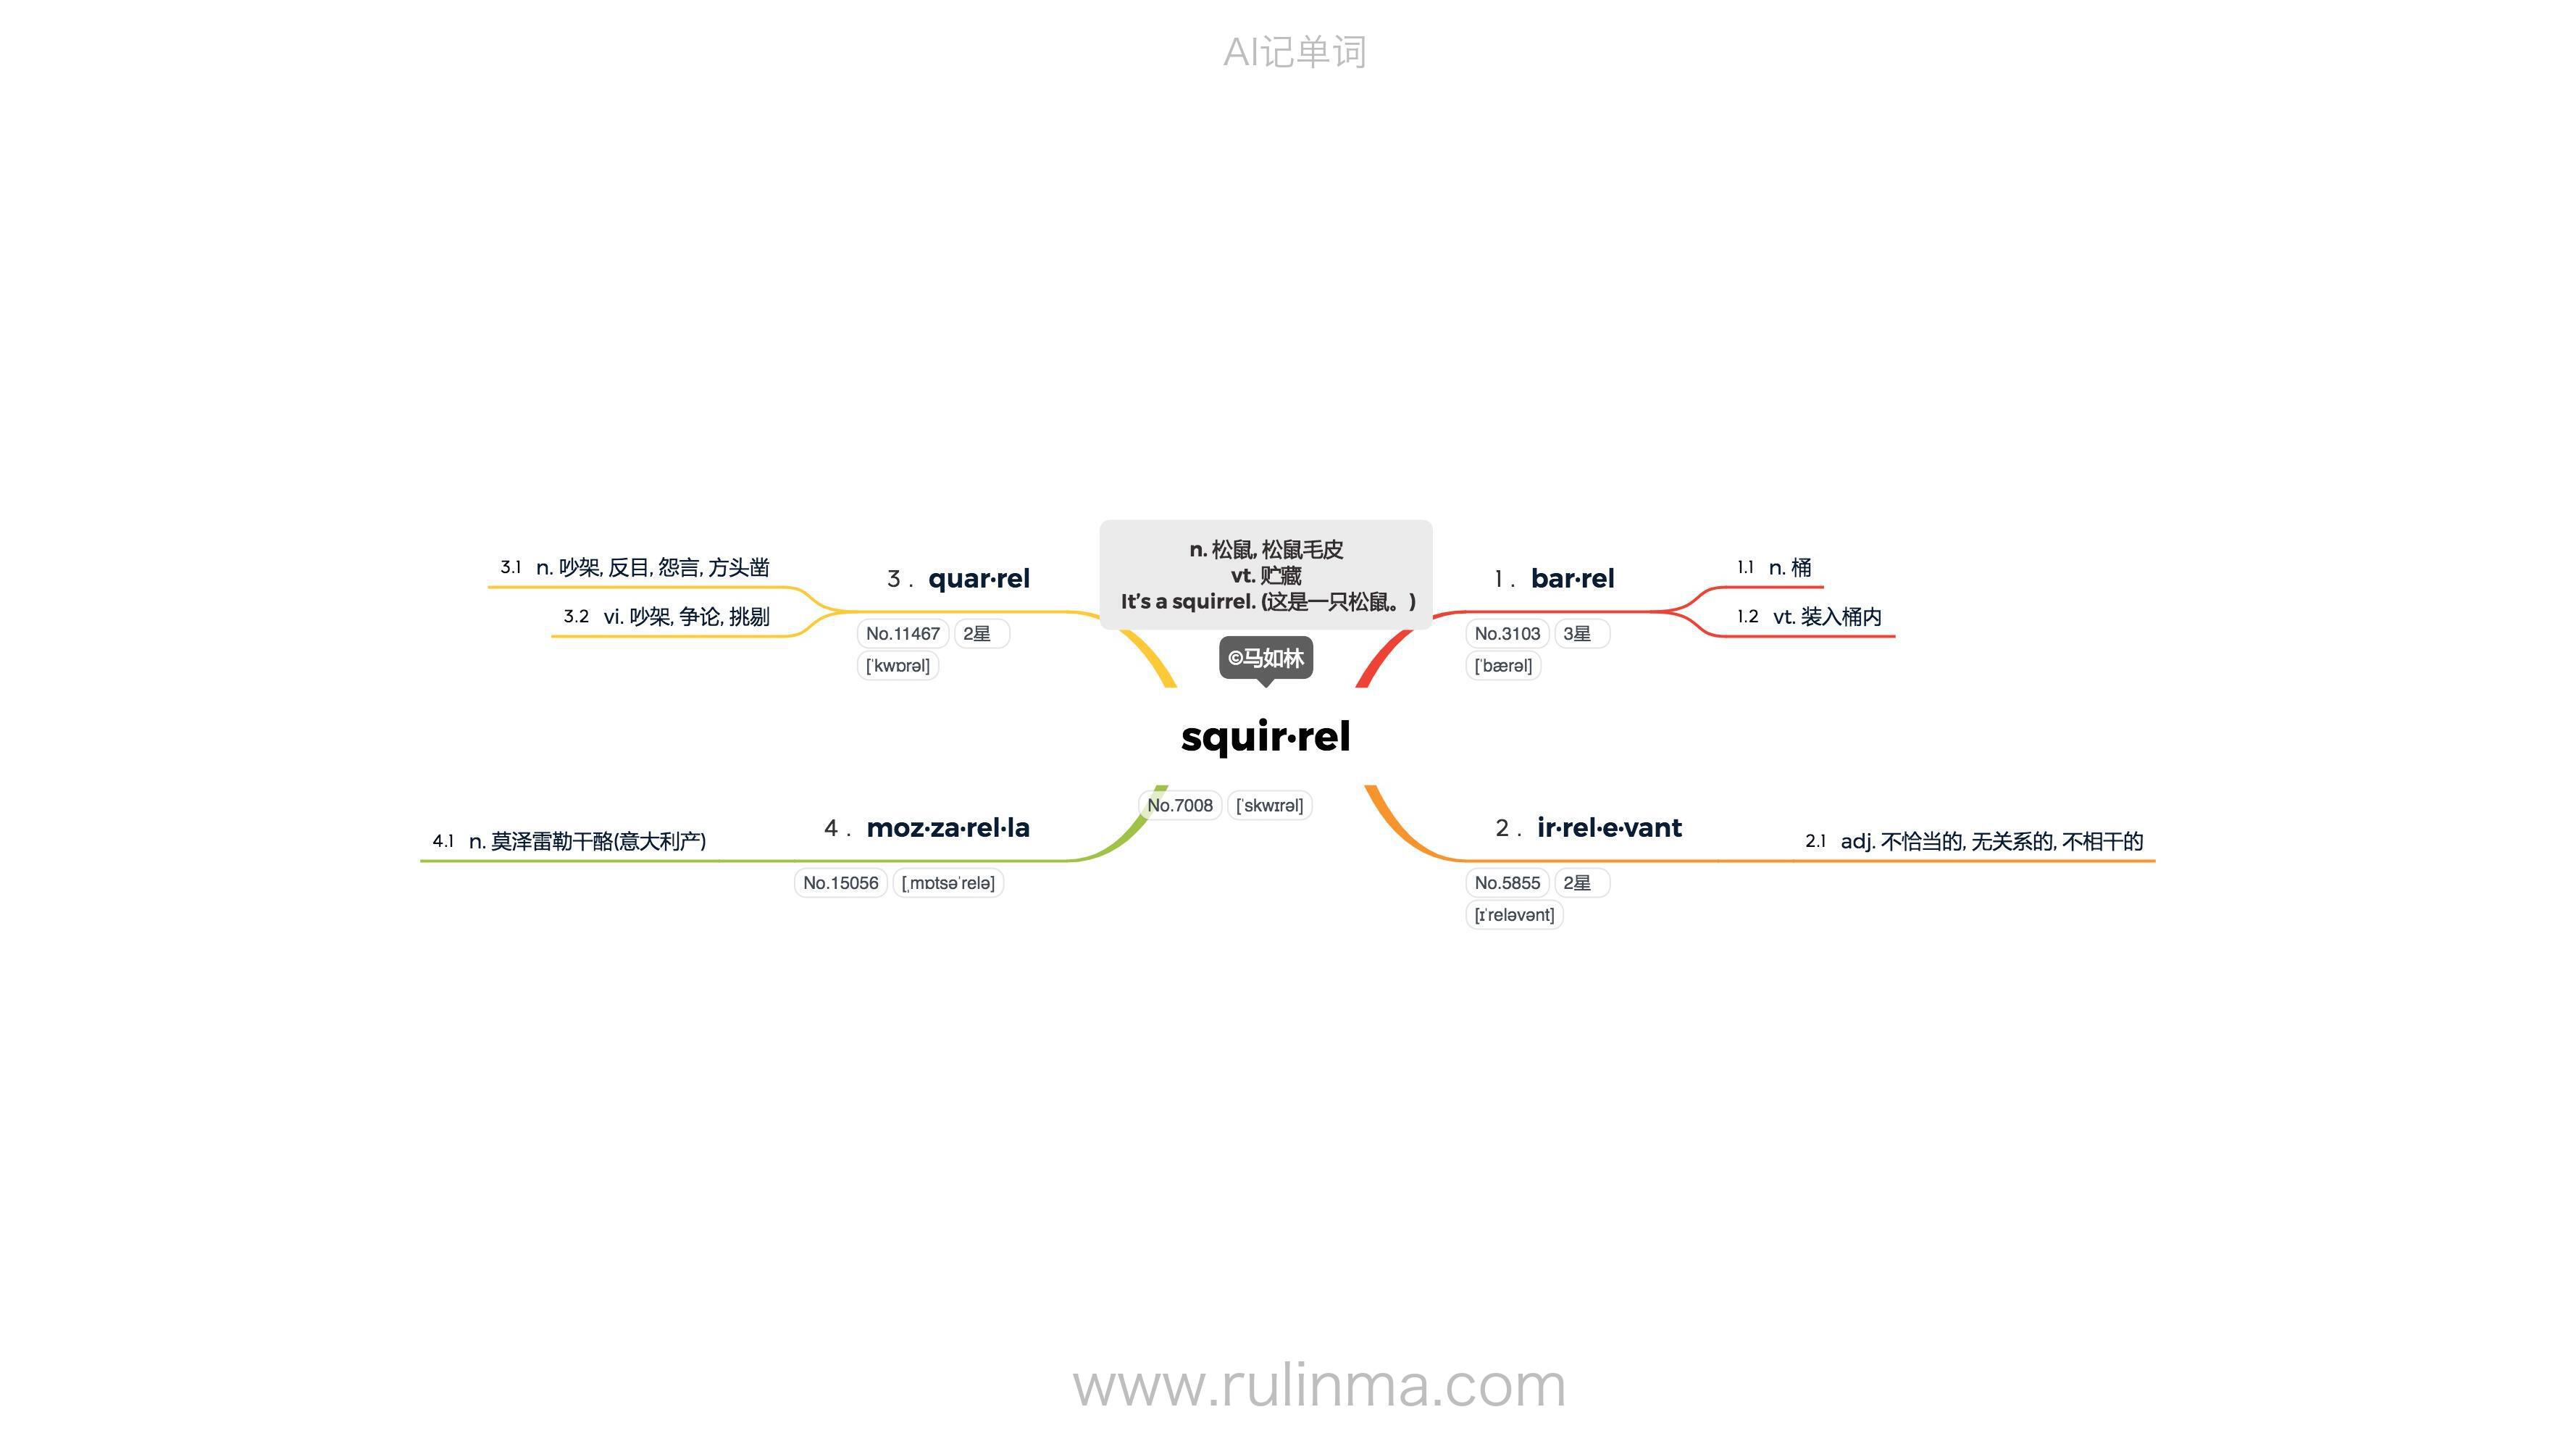 AI记单词
n. 松鼠, 松鼠毛皮
vt. 贮藏
It’s a squirrel. (这是一只松鼠。)
©马如林
squir·rel
No.7008 [ˈskwɪrəl]
1 . bar·rel
No.3103 3星
[ˈbærəl]
1.1 n. 桶
1.2 vt. 装入桶内
2 . ir·rel·e·vant
No.5855 2星
[ɪˈreləvənt]
2.1 adj. 不恰当的, 无关系的, 不相干的
3 . quar·rel
No.11467 2星
[ˈkwɒrəl]
3.1 n. 吵架, 反目, 怨言, 方头凿
3.2 vi. 吵架, 争论, 挑剔
4 . moz·za·rel·la
No.15056 [ˌmɒtsəˈrelə]
4.1 n. 莫泽雷勒干酪(意大利产)
www.rulinma.com